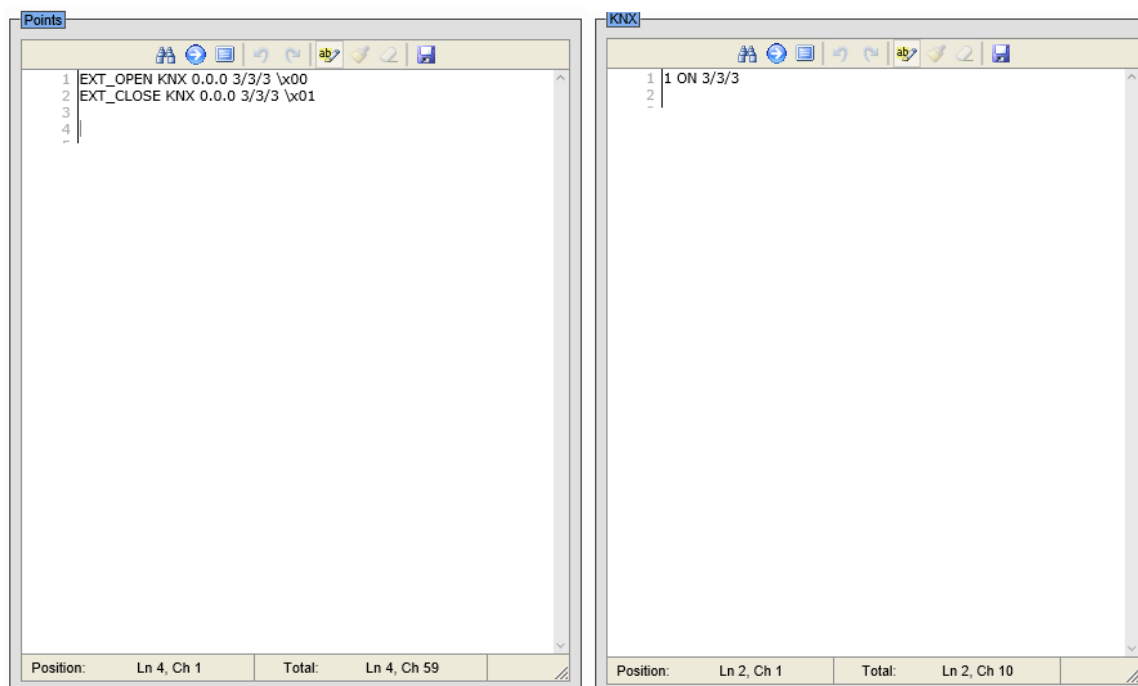 Points
1 EXT_OPEN KNX 0.0.0 3/3/3 \x00
2 EXT_CLOSE KNX 0.0.0 3/3/3 \x01
3
4
Position: Ln 4, Ch 1 Total: Ln 4, Ch 59
KNX
1 1 ON 3/3/3
2
Position: Ln 2, Ch 1 Total: Ln 2, Ch 10